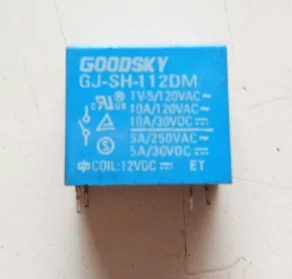 GOODSKY
GJ-SH-112DM
TV-5/120VAC~
10A/120VAC~
10A/30VDC⎓
5A/250VAC~
5A/30VDC⎓
COIL:12VDC⎓ ET